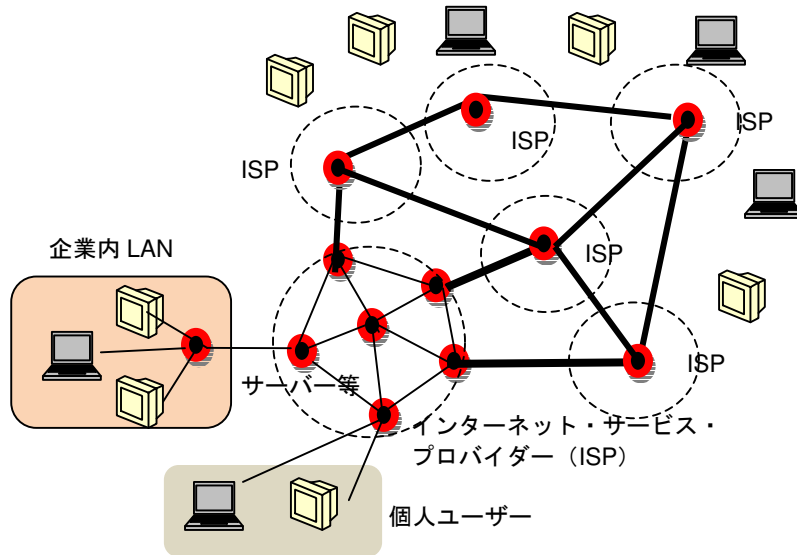 ISP
ISP
ISP
企業内 LAN
ISP
ISP
サーバー等
インターネット・サービス・
プロバイダー（ISP）
個人ユーザー